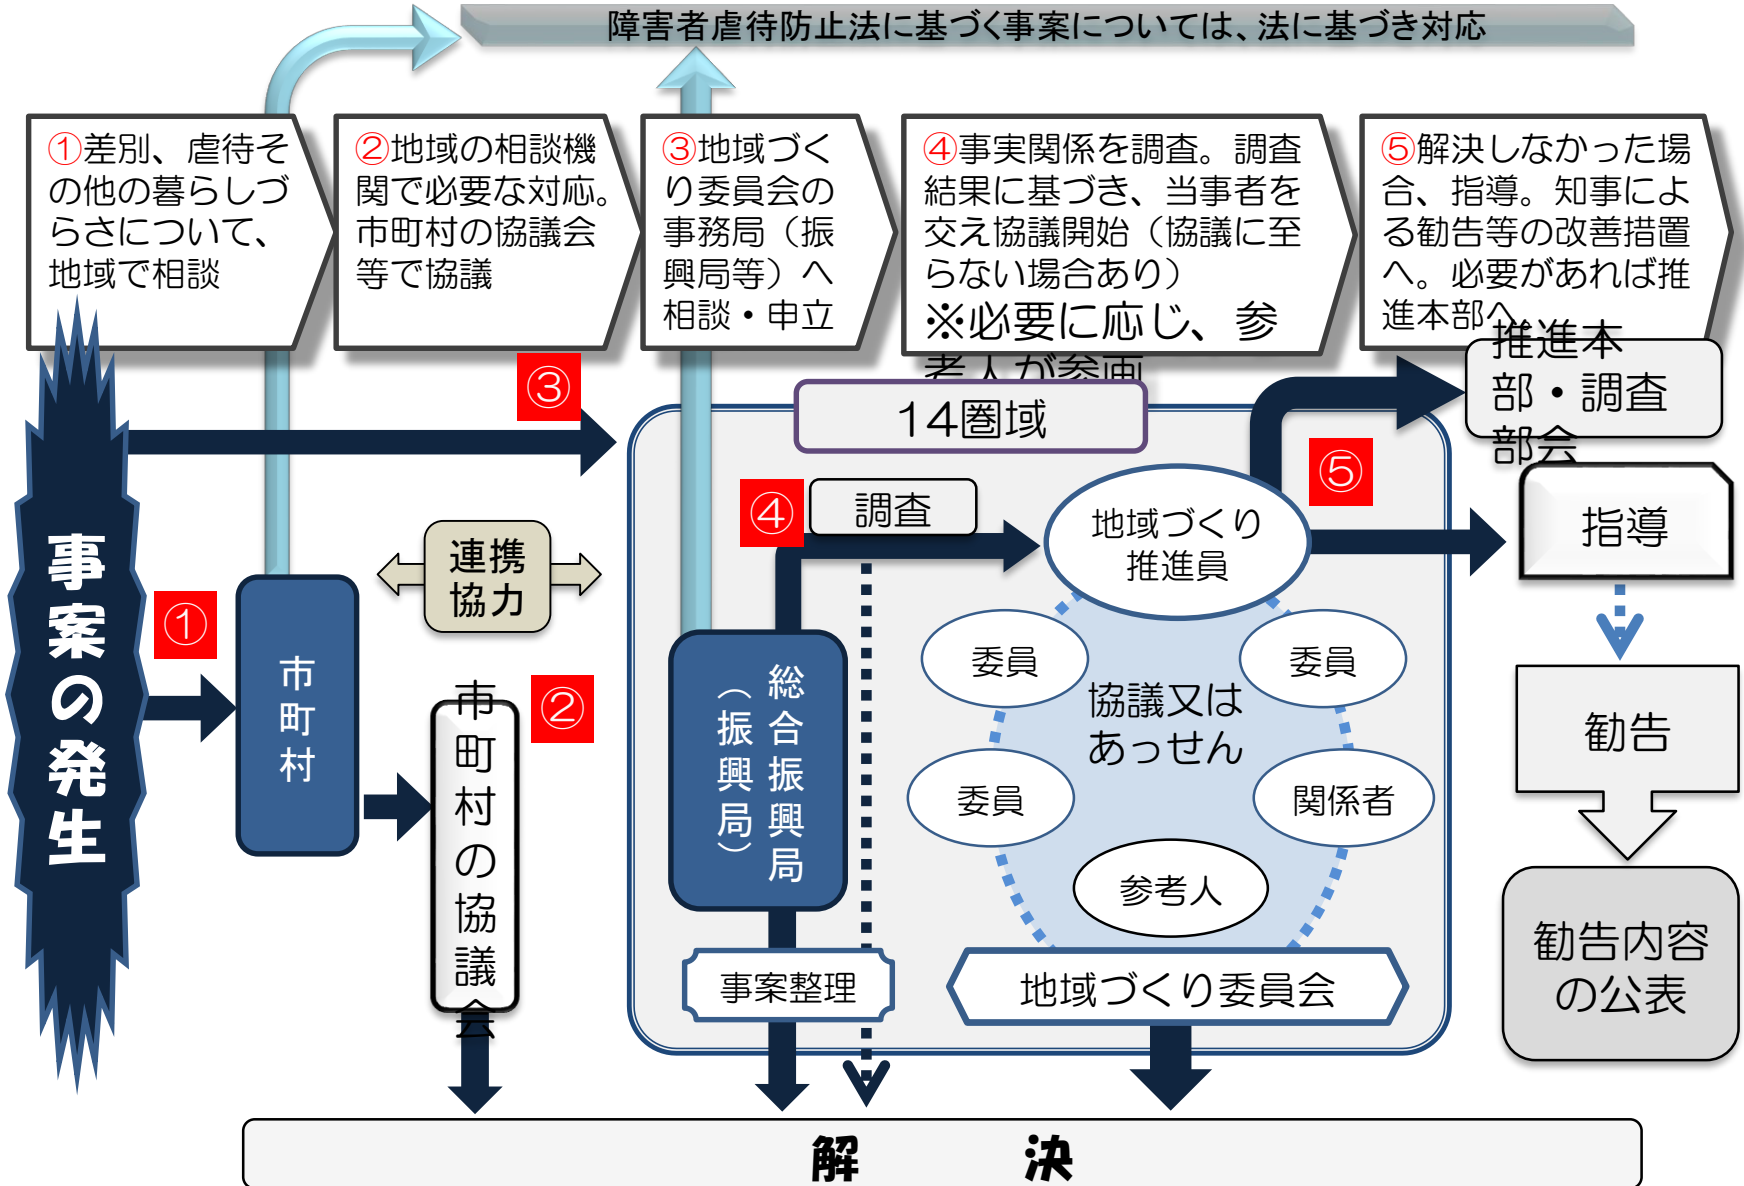 障害者虐待防止法に基づく事案については、法に基づき対応
①差別、虐待そ
の他の暮らしづ
らさについて、
地域で相談
②地域の相談機
関で必要な対応。
市町村の協議会
等で協議
③地域づく
り委員会の
事務局（振
興局等）へ
相談・申立
④事実関係を調査。調査
結果に基づき、当事者を
交え協議開始（協議に至
らない場合あり）
※必要に応じ、参
考人が参画
⑤解決しなかった場
合、指導。知事によ
る勧告等の改善措置
へ。必要があれば推
進本部へ。
推進本
部・調査
部会
③
14圏域
⑤
④
調査
地域づくり
推進員
指導
事案の発生
連携
協力
①
市町村
②
市町村の協議会
総合振興局
（振興局）
委員
委員
協議又は
あっせん
委員
関係者
参考人
勧告
事案整理
地域づくり委員会
勧告内容
の公表
解決